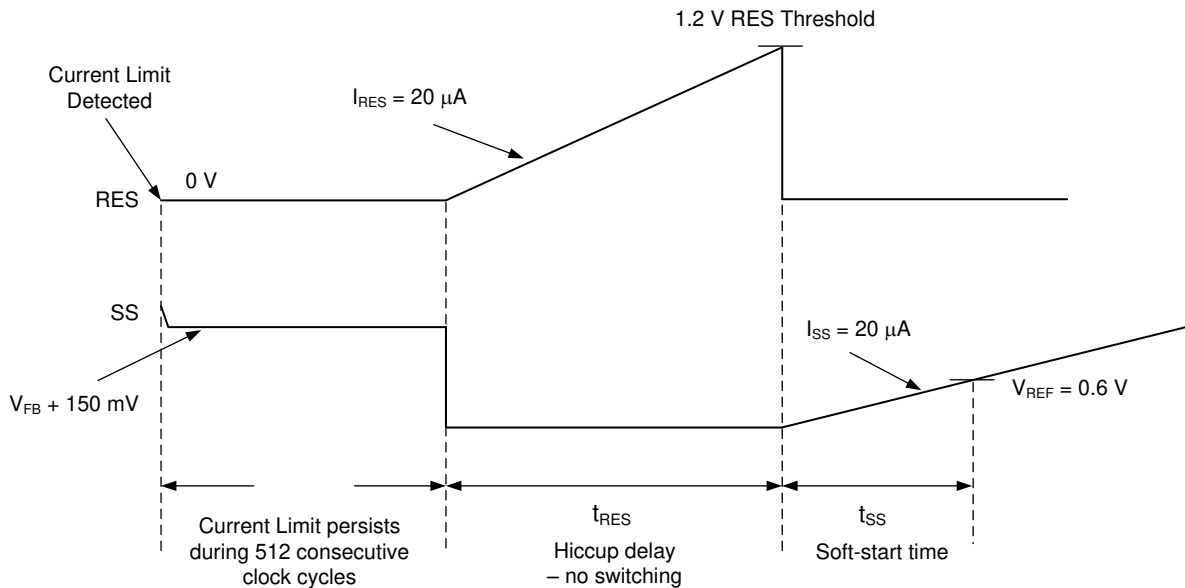 1.2 V RES Threshold
Current Limit
Detected
I_RES = 20 μA
0 V
RES
SS
I_SS = 20 μA
V_FB + 150 mV
V_REF = 0.6 V
t_RES
t_SS
Current Limit persists
during 512 consecutive
clock cycles
Hiccup delay
– no switching
Soft-start time